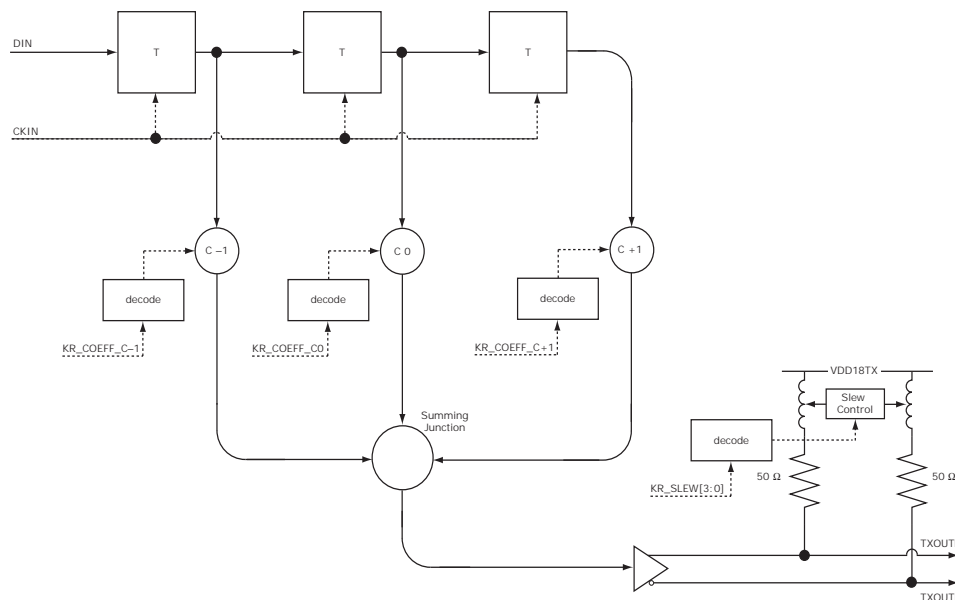 DIN
T
T
T
CKIN
C –1
C 0
C +1
decode
decode
decode
KR_COEFF_C–1
KR_COEFF_C0
KR_COEFF_C+1
VDD18TX
Slew
Control
Summing
Junction
decode
50 Ω
50 Ω
KR_SLEW[3:0]
TXOUT
TXOUT